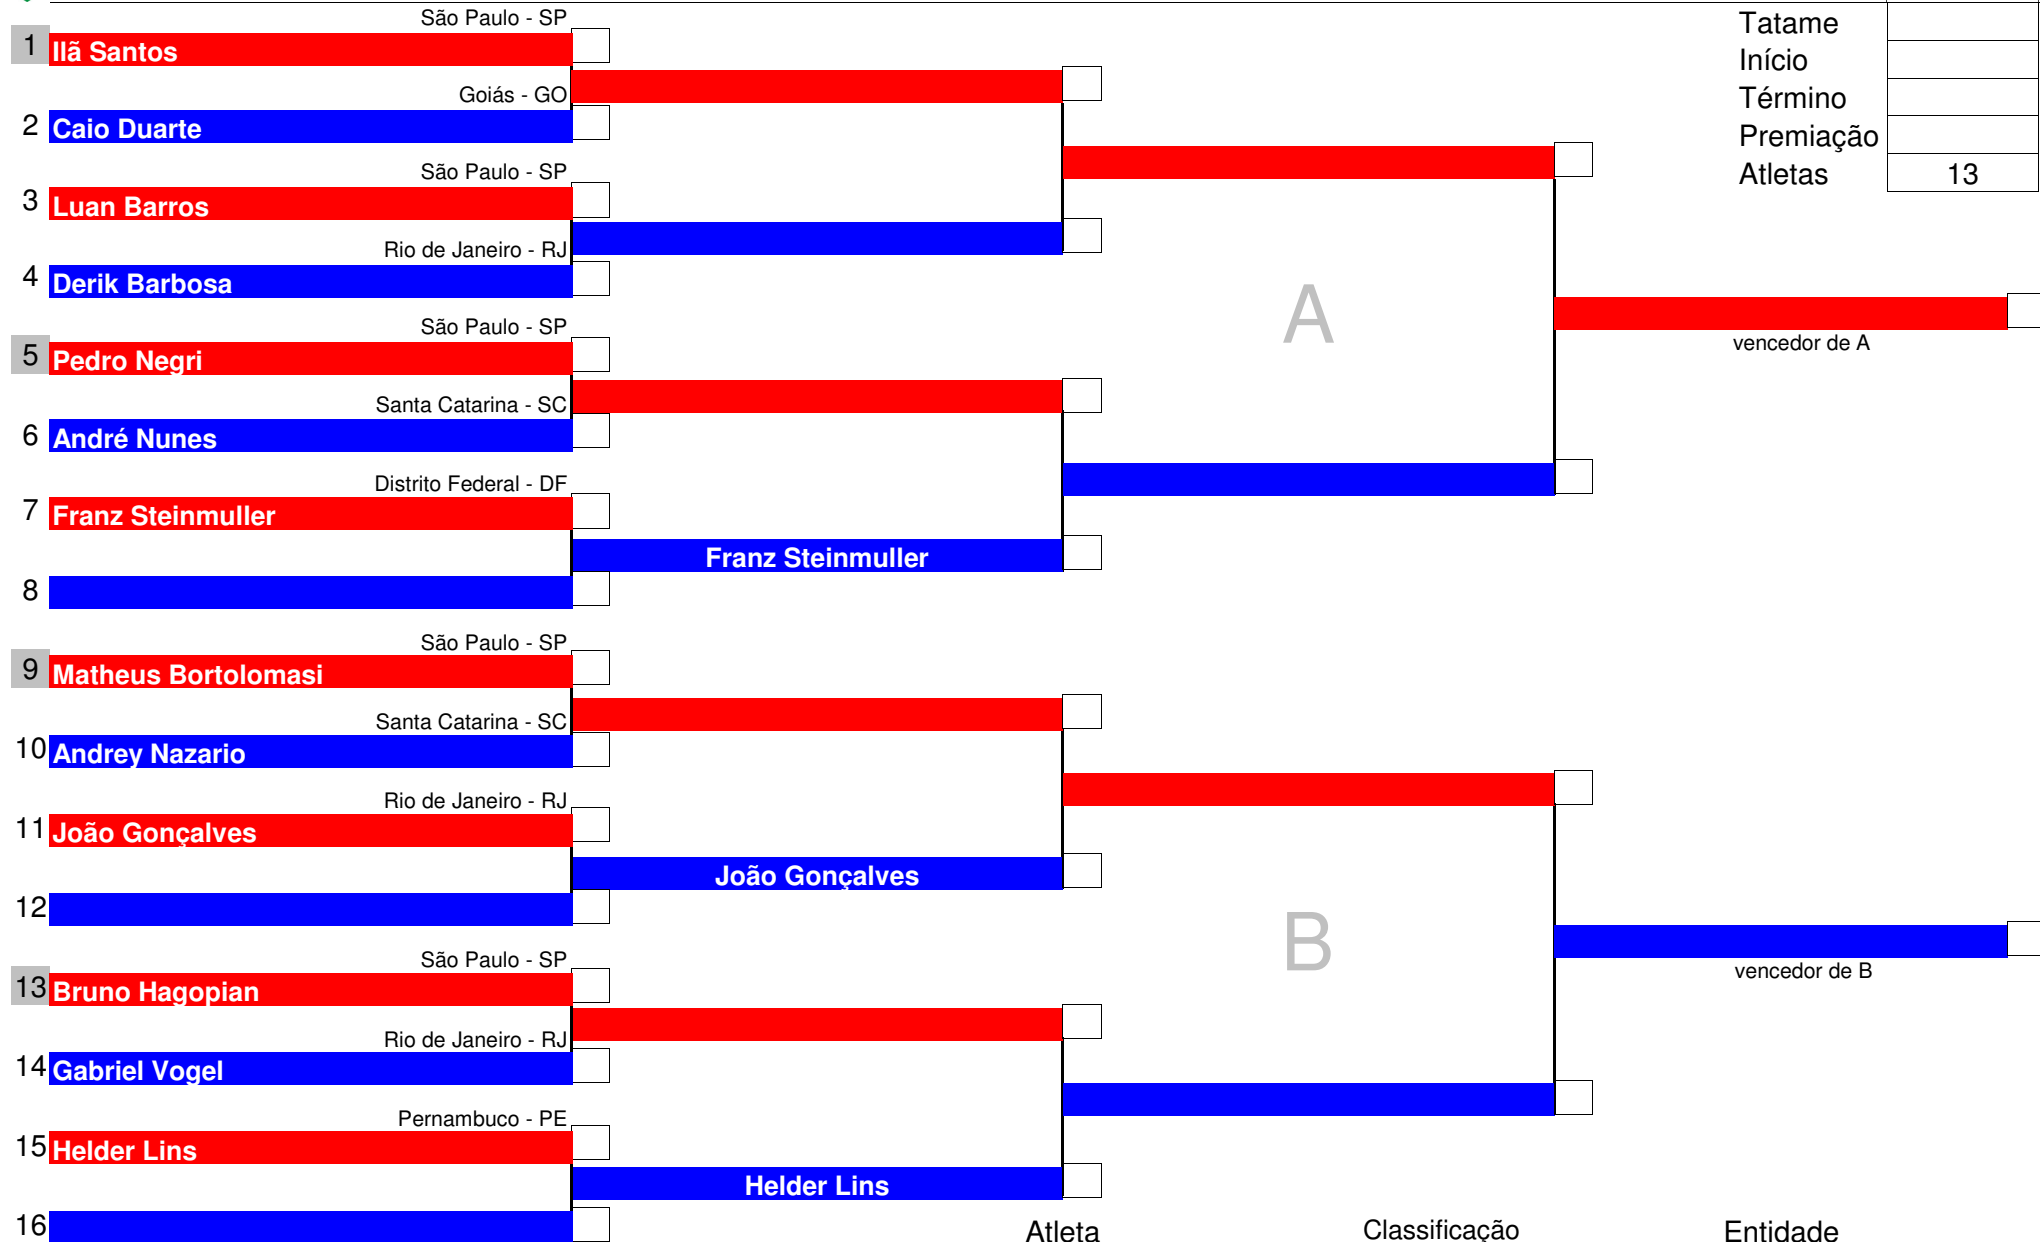 São Paulo - SP
1 Ilã Santos
Goiás - GO
2 Caio Duarte
São Paulo - SP
3 Luan Barros
Rio de Janeiro - RJ
4 Derik Barbosa
São Paulo - SP
5 Pedro Negri
Santa Catarina - SC
6 André Nunes
Distrito Federal - DF
7 Franz Steinmuller
Franz Steinmuller
8
São Paulo - SP
9 Matheus Bortolomasi
Santa Catarina - SC
10 Andrey Nazario
Rio de Janeiro - RJ
11 João Gonçalves
João Gonçalves
12
São Paulo - SP
13 Bruno Hagopian
Rio de Janeiro - RJ
14 Gabriel Vogel
Pernambuco - PE
15 Helder Lins
Helder Lins
16
A
B
vencedor de A
vencedor de B
Tatame
Início
Término
Premiação
Atletas 13
Atleta Classificação Entidade